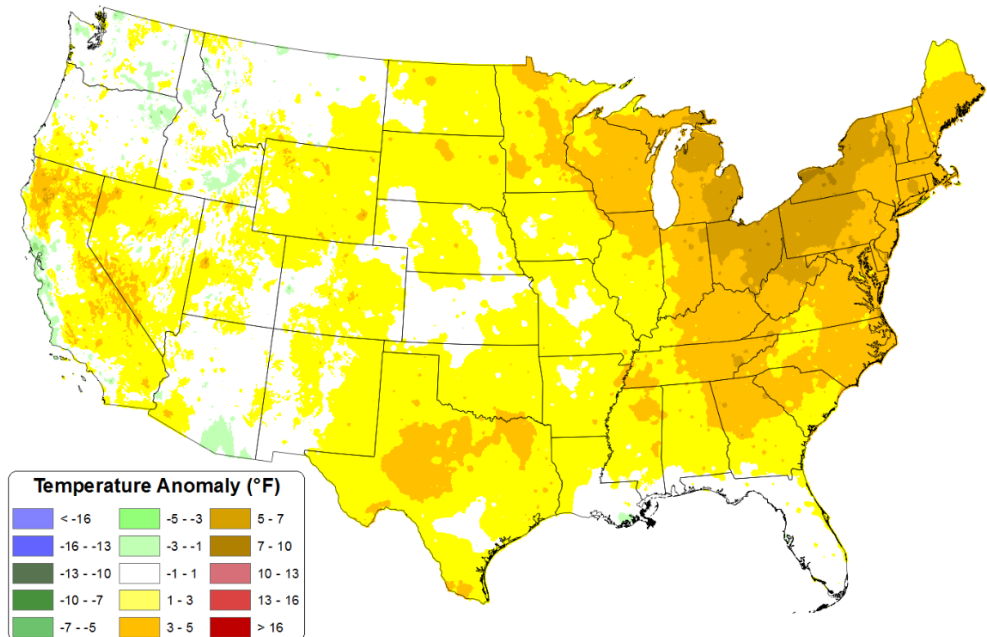 Temperature Anomaly (°F)
< -16 -5 - -3 5 - 7
-16 - -13 -3 - -1 7 - 10
-13 - -10 -1 - 1 10 - 13
-10 - -7 1 - 3 13 - 16
-7 - -5 3 - 5 > 16